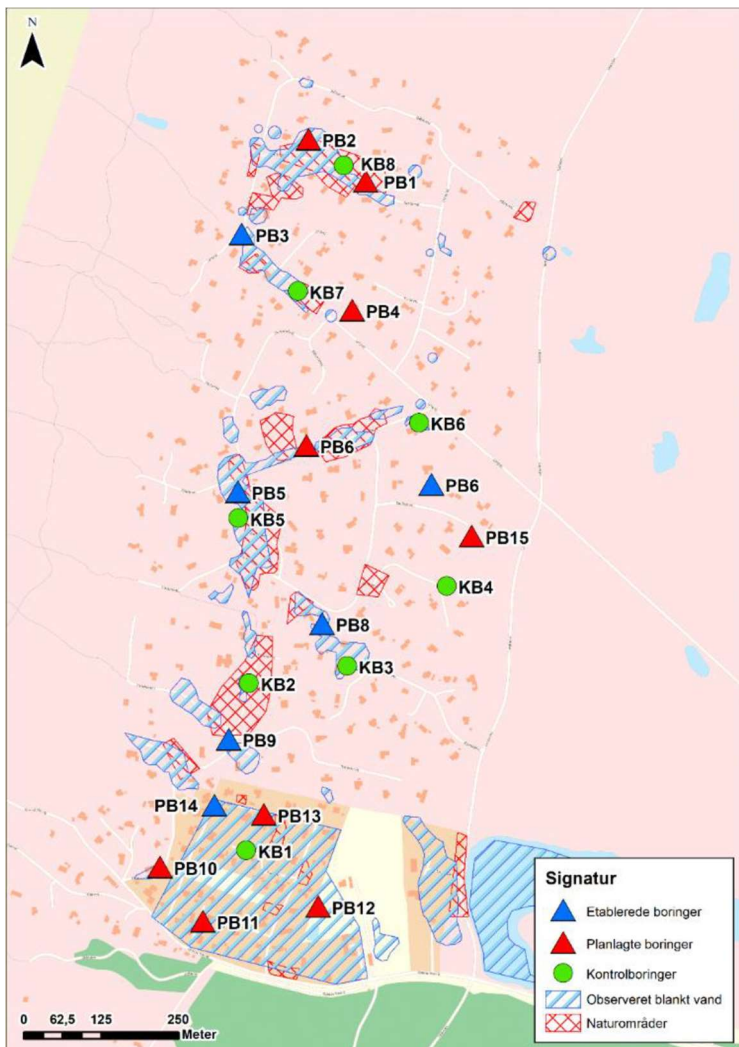 N
PB2
KB8
PB1
PB3
KB7
PB4
KB6
PB6
PB5
PB6
KB5
PB15
KB4
PB8
KB3
KB2
PB9
PB14
PB13
KB1
PB10
PB12
PB11
Signatur
Etablerede boringer
Planlagte boringer
Kontrolboringer
Observeret blankt vand
Naturområder
0 62,5 125 250
Meter